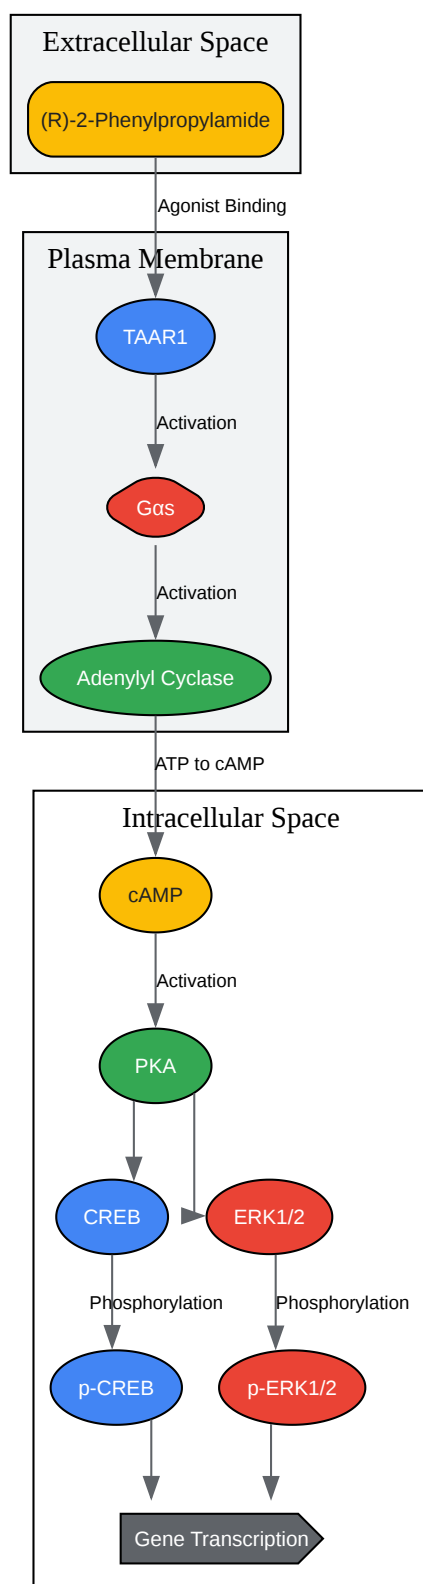 Extracellular Space
(R)-2-Phenylpropylamide
Agonist Binding
Plasma Membrane
TAAR1
Activation
Gαs
Activation
Adenylyl Cyclase
ATP to cAMP
Intracellular Space
cAMP
Activation
PKA
CREB
ERK1/2
Phosphorylation
Phosphorylation
p-CREB
p-ERK1/2
Gene Transcription